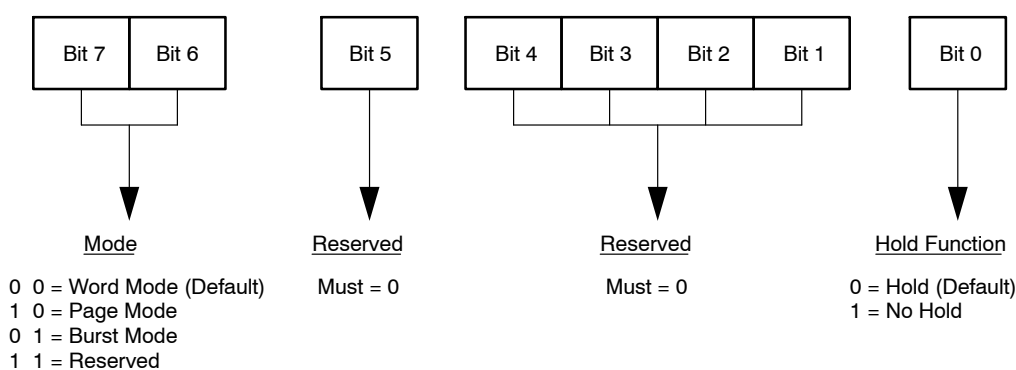 Bit 7 Bit 6 Bit 5 Bit 4 Bit 3 Bit 2 Bit 1 Bit 0
Mode Reserved Reserved Hold Function
0 0 = Word Mode (Default) Must = 0 Must = 0 0 = Hold (Default)
1 0 = Page Mode 1 = No Hold
0 1 = Burst Mode
1 1 = Reserved